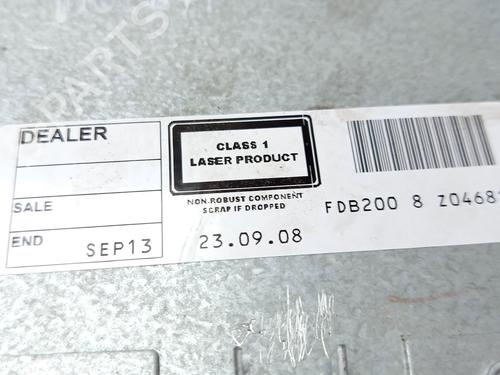 DEALER
SALE
END SEP13
CLASS 1
LASER PRODUCT
NON.ROBUST COMPONENT
SCRAP IF DROPPED
23.09.08
FDB200 8 Z0468